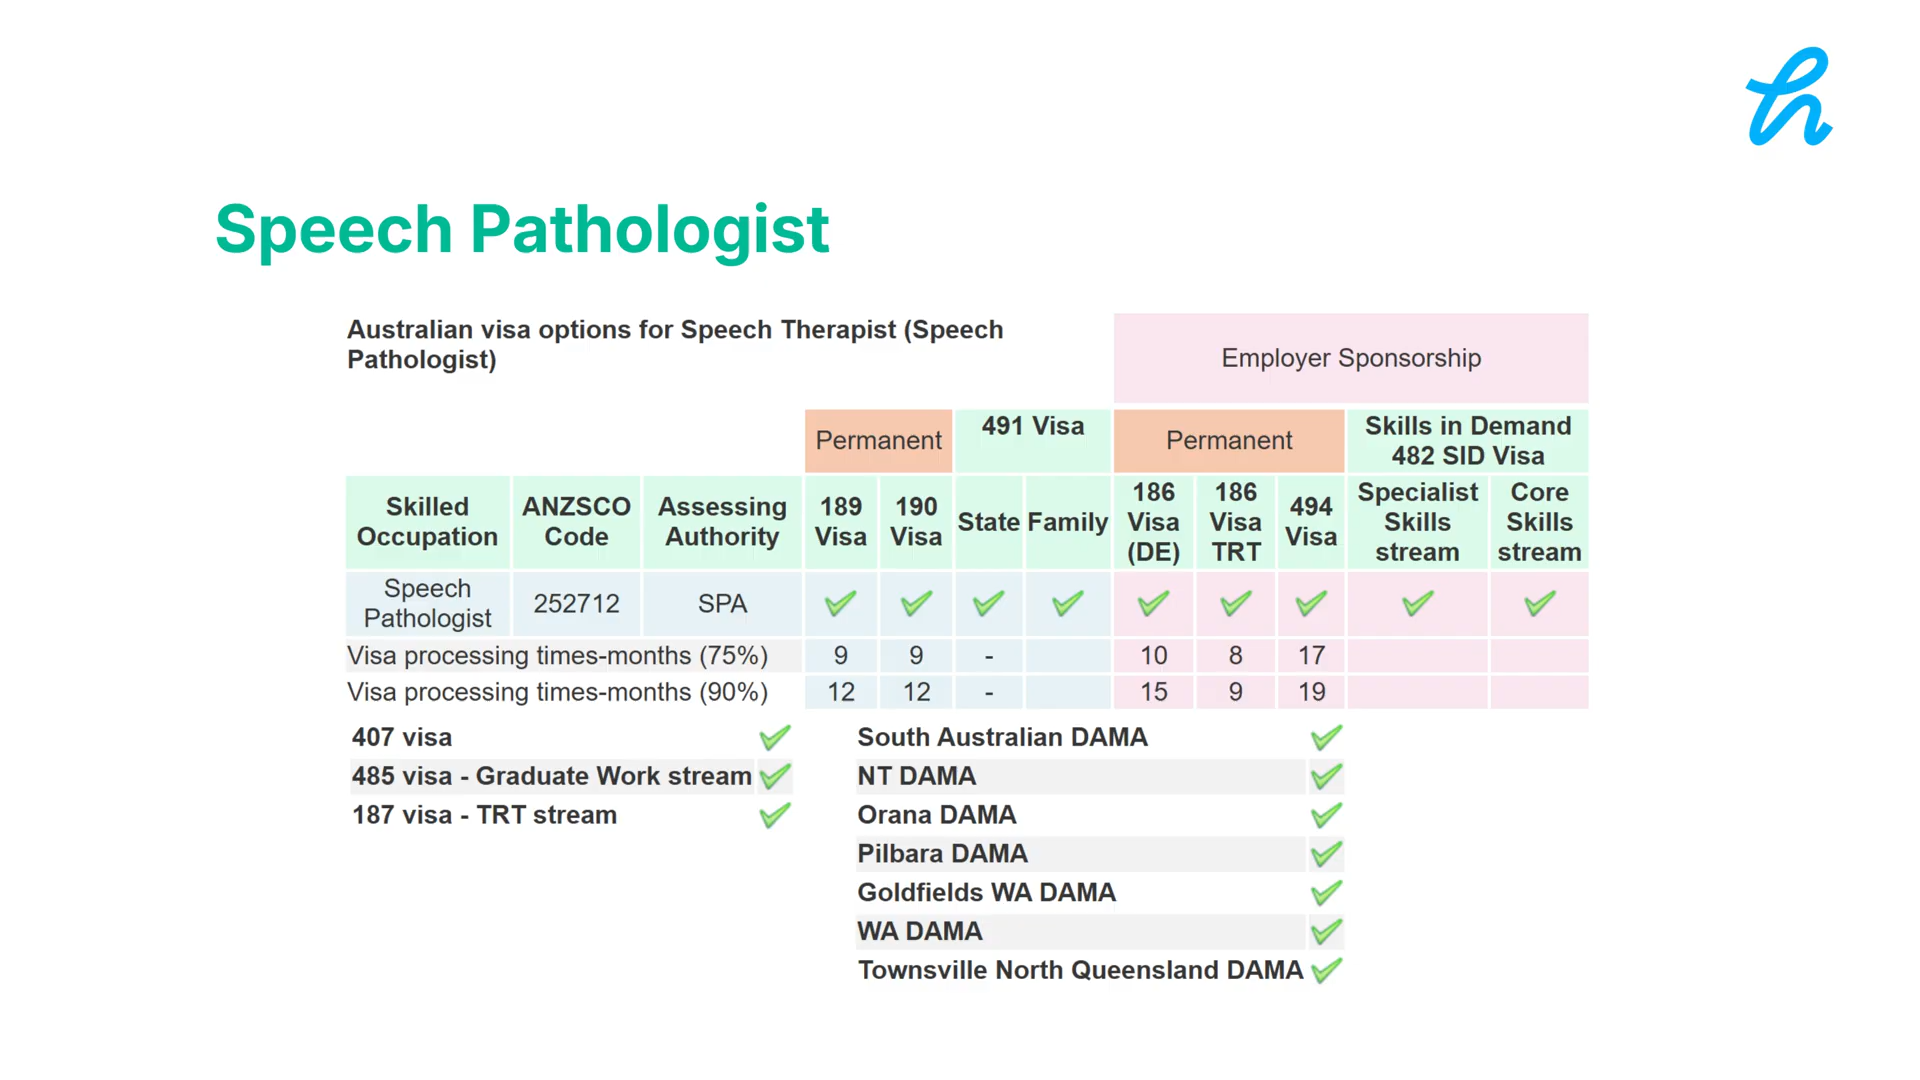 Speech Pathologist
Australian visa options for Speech Therapist (Speech
Pathologist)
Employer Sponsorship
Permanent
491 Visa
Permanent
Skills in Demand
482 SID Visa
Skilled
Occupation
ANZSCO
Code
Assessing
Authority
189
Visa
190
Visa
State
Family
186
Visa
(DE)
186
Visa
TRT
494
Visa
Specialist
Skills
stream
Core
Skills
stream
Speech
Pathologist
252712
SPA
Visa processing times-months (75%) 9 9 - 10 8 17
Visa processing times-months (90%) 12 12 - 15 9 19
407 visa
485 visa - Graduate Work stream
187 visa - TRT stream
South Australian DAMA
NT DAMA
Orana DAMA
Pilbara DAMA
Goldfields WA DAMA
WA DAMA
Townsville North Queensland DAMA